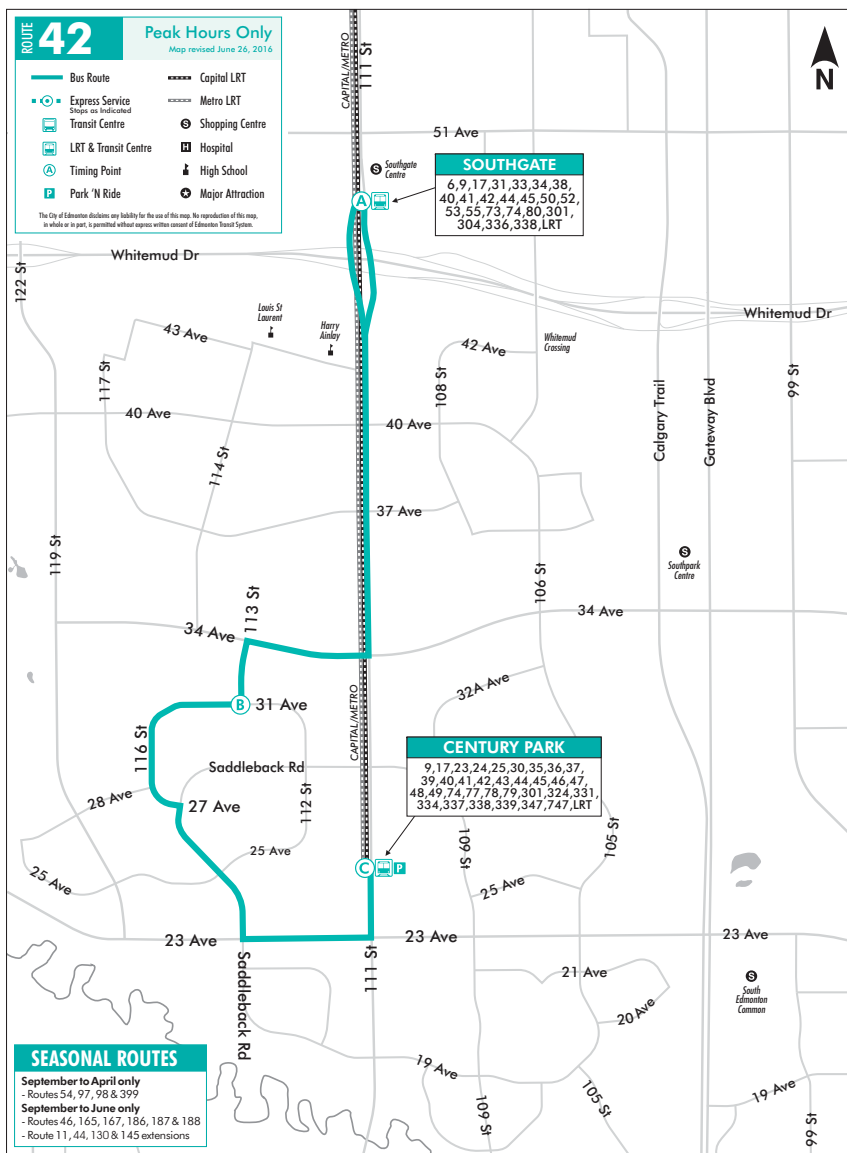 ROUTE 42
Peak Hours Only
Map revised June 26, 2016
Bus Route
Express Service
Stops as Indicated
Transit Centre
LRT & Transit Centre
A Timing Point
P Park 'N Ride
Capital LRT
Metro LRT
S Shopping Centre
H Hospital
High School
Major Attraction
The City of Edmonton disclaims any liability for the use of this map. No reproduction of this map,
in whole or in part, is permitted without express written consent of Edmonton Transit System.
CAPITAL/METRO
111 St
N
51 Ave
S Southgate
Centre
A
SOUTHGATE
6,9,17,31,33,34,38,
40,41,42,44,45,50,52,
53,55,73,74,80,301,
304,336,338,LRT
Whitemud Dr
122 St
Whitemud Dr
Louis St
Laurent
Harry
Ainlay
43 Ave
42 Ave
Whitemud
Crossing
117 St
108 St
Calgary Trail
Gateway Blvd
99 St
40 Ave
40 Ave
114 St
37 Ave
119 St
106 St
S
Southpark
Centre
113 St
34 Ave
34 Ave
B
31 Ave
32A Ave
CAPITAL/METRO
116 St
Saddleback Rd
CENTURY PARK
9,17,23,24,25,30,35,36,37,
39,40,41,42,43,44,45,46,47,
48,49,74,77,78,79,301,324,331,
334,337,338,339,347,747,LRT
28 Ave
27 Ave
112 St
109 St
105 St
25 Ave
25 Ave
C
P
25 Ave
23 Ave
23 Ave
23 Ave
Saddleback Rd
111 St
21 Ave
S
South
Edmonton
Common
20 Ave
19 Ave
19 Ave
109 St
105 St
99 St
SEASONAL ROUTES
September to April only
- Routes 54, 97, 98 & 399
September to June only
- Routes 46, 165, 167, 186, 187 & 188
- Route 11, 44, 130 & 145 extensions